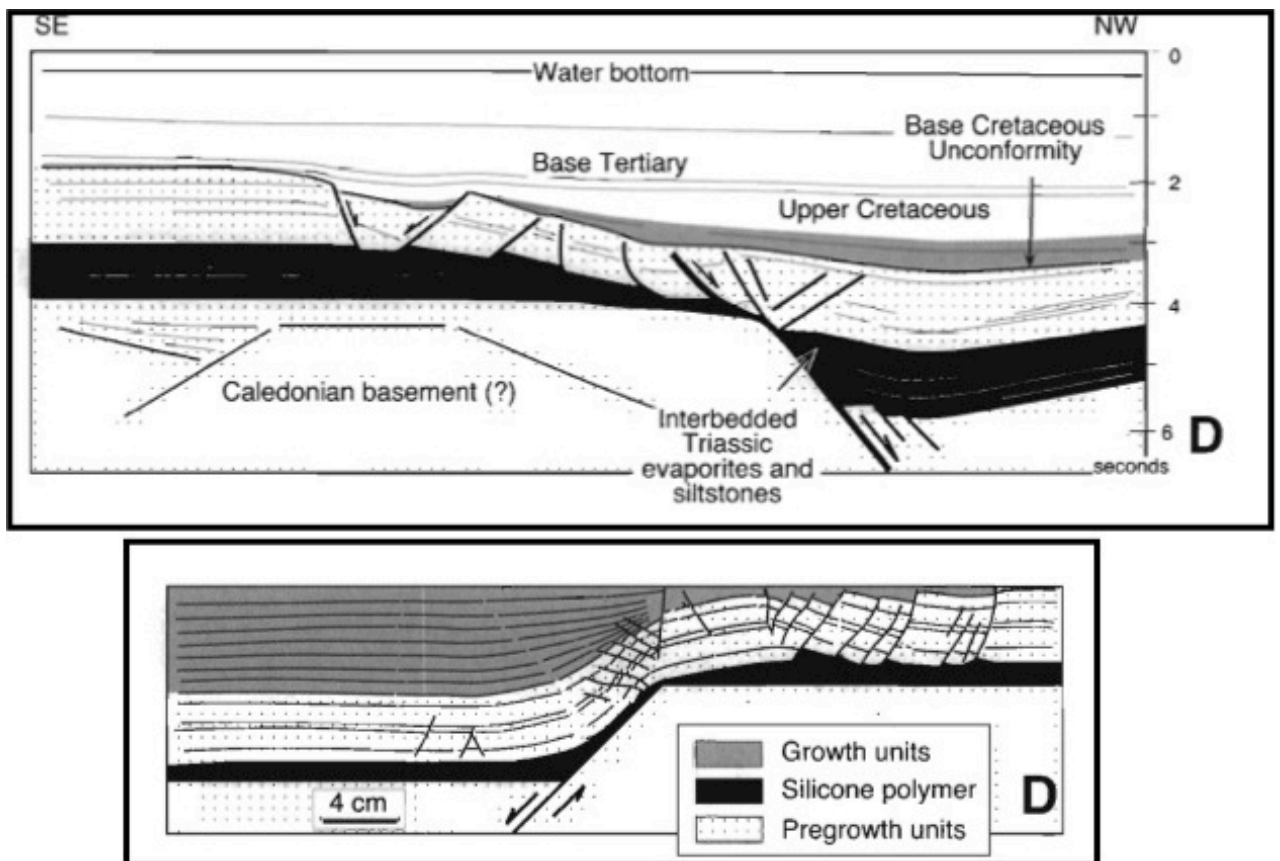 SE
NW
0
Water bottom
Base Cretaceous
Unconformity
Base Tertiary
2
Upper Cretaceous
4
Caledonian basement (?)
Interbedded
Triassic
evaporites and
siltstones
6
D
seconds
Growth units
Silicone polymer
D
4 cm
Pregrowth units